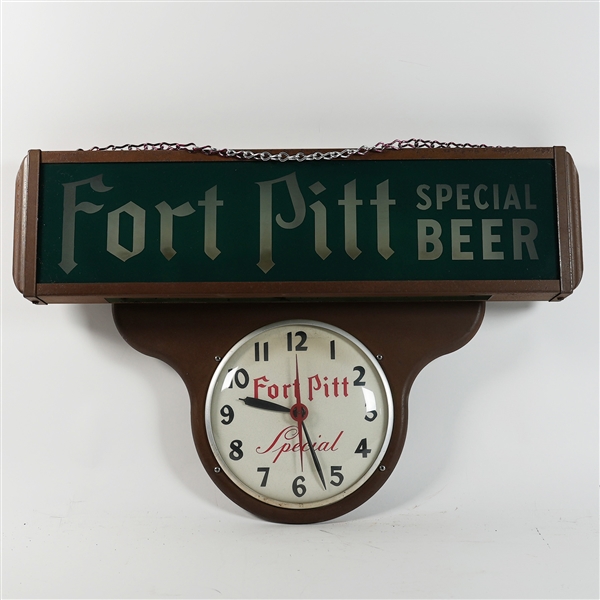 Fort Pitt SPECIAL
BEER
12
11 1
10 Fort Pitt 2
9 3
8 Special 4
7 5
6